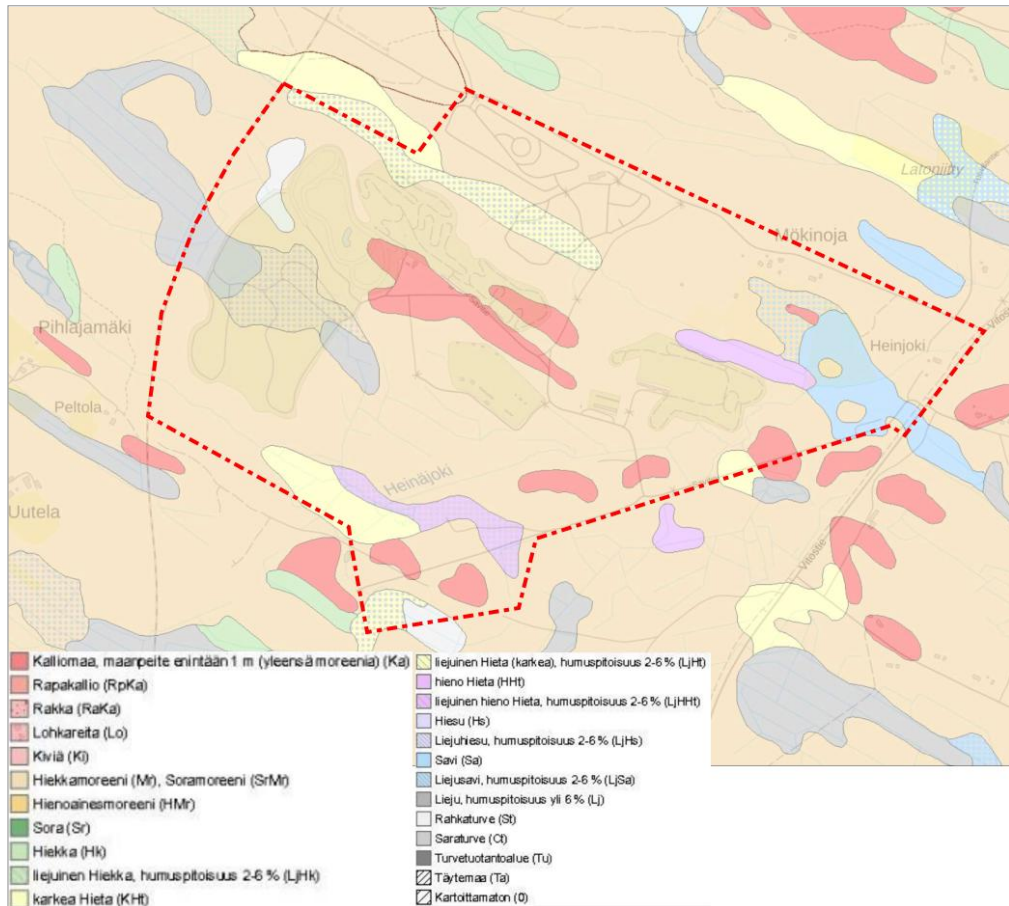 Latoniitty
Mökinoja
Pihlajamäki
Heinjoki
Peltola
Heinäjoki
Uutela
Vitostie
Vitostie
Kalliomaa, maanpeite enintään 1 m (yleensä moreenia) (Ka)
Rapakallio (RpKa)
Rakka (RaKa)
Lohkareita (Lo)
Kiviä (Ki)
Hiekkamoreeni (Mr), Soramoreeni (SrMr)
Hienoainesmoreeni (HMr)
Sora (Sr)
Hiekka (Hk)
liejuinen Hiekka, humuspitoisuus 2-6 % (LjHk)
karkea Hieta (KHt)
liejuinen Hieta (karkea), humuspitoisuus 2-6 % (LjHt)
hieno Hieta (HHt)
liejuinen hieno Hieta, humuspitoisuus 2-6 % (LjHHt)
Hiesu (Hs)
Liejuhiesu, humuspitoisuus 2-6 % (LjHs)
Savi (Sa)
Liejusavi, humuspitoisuus 2-6 % (LjSa)
Lieju, humuspitoisuus yli 6 % (Lj)
Rahkaturve (St)
Saraturve (Ct)
Turvetuotantoalue (Tu)
Täytemaa (Ta)
Kartoittamaton (0)